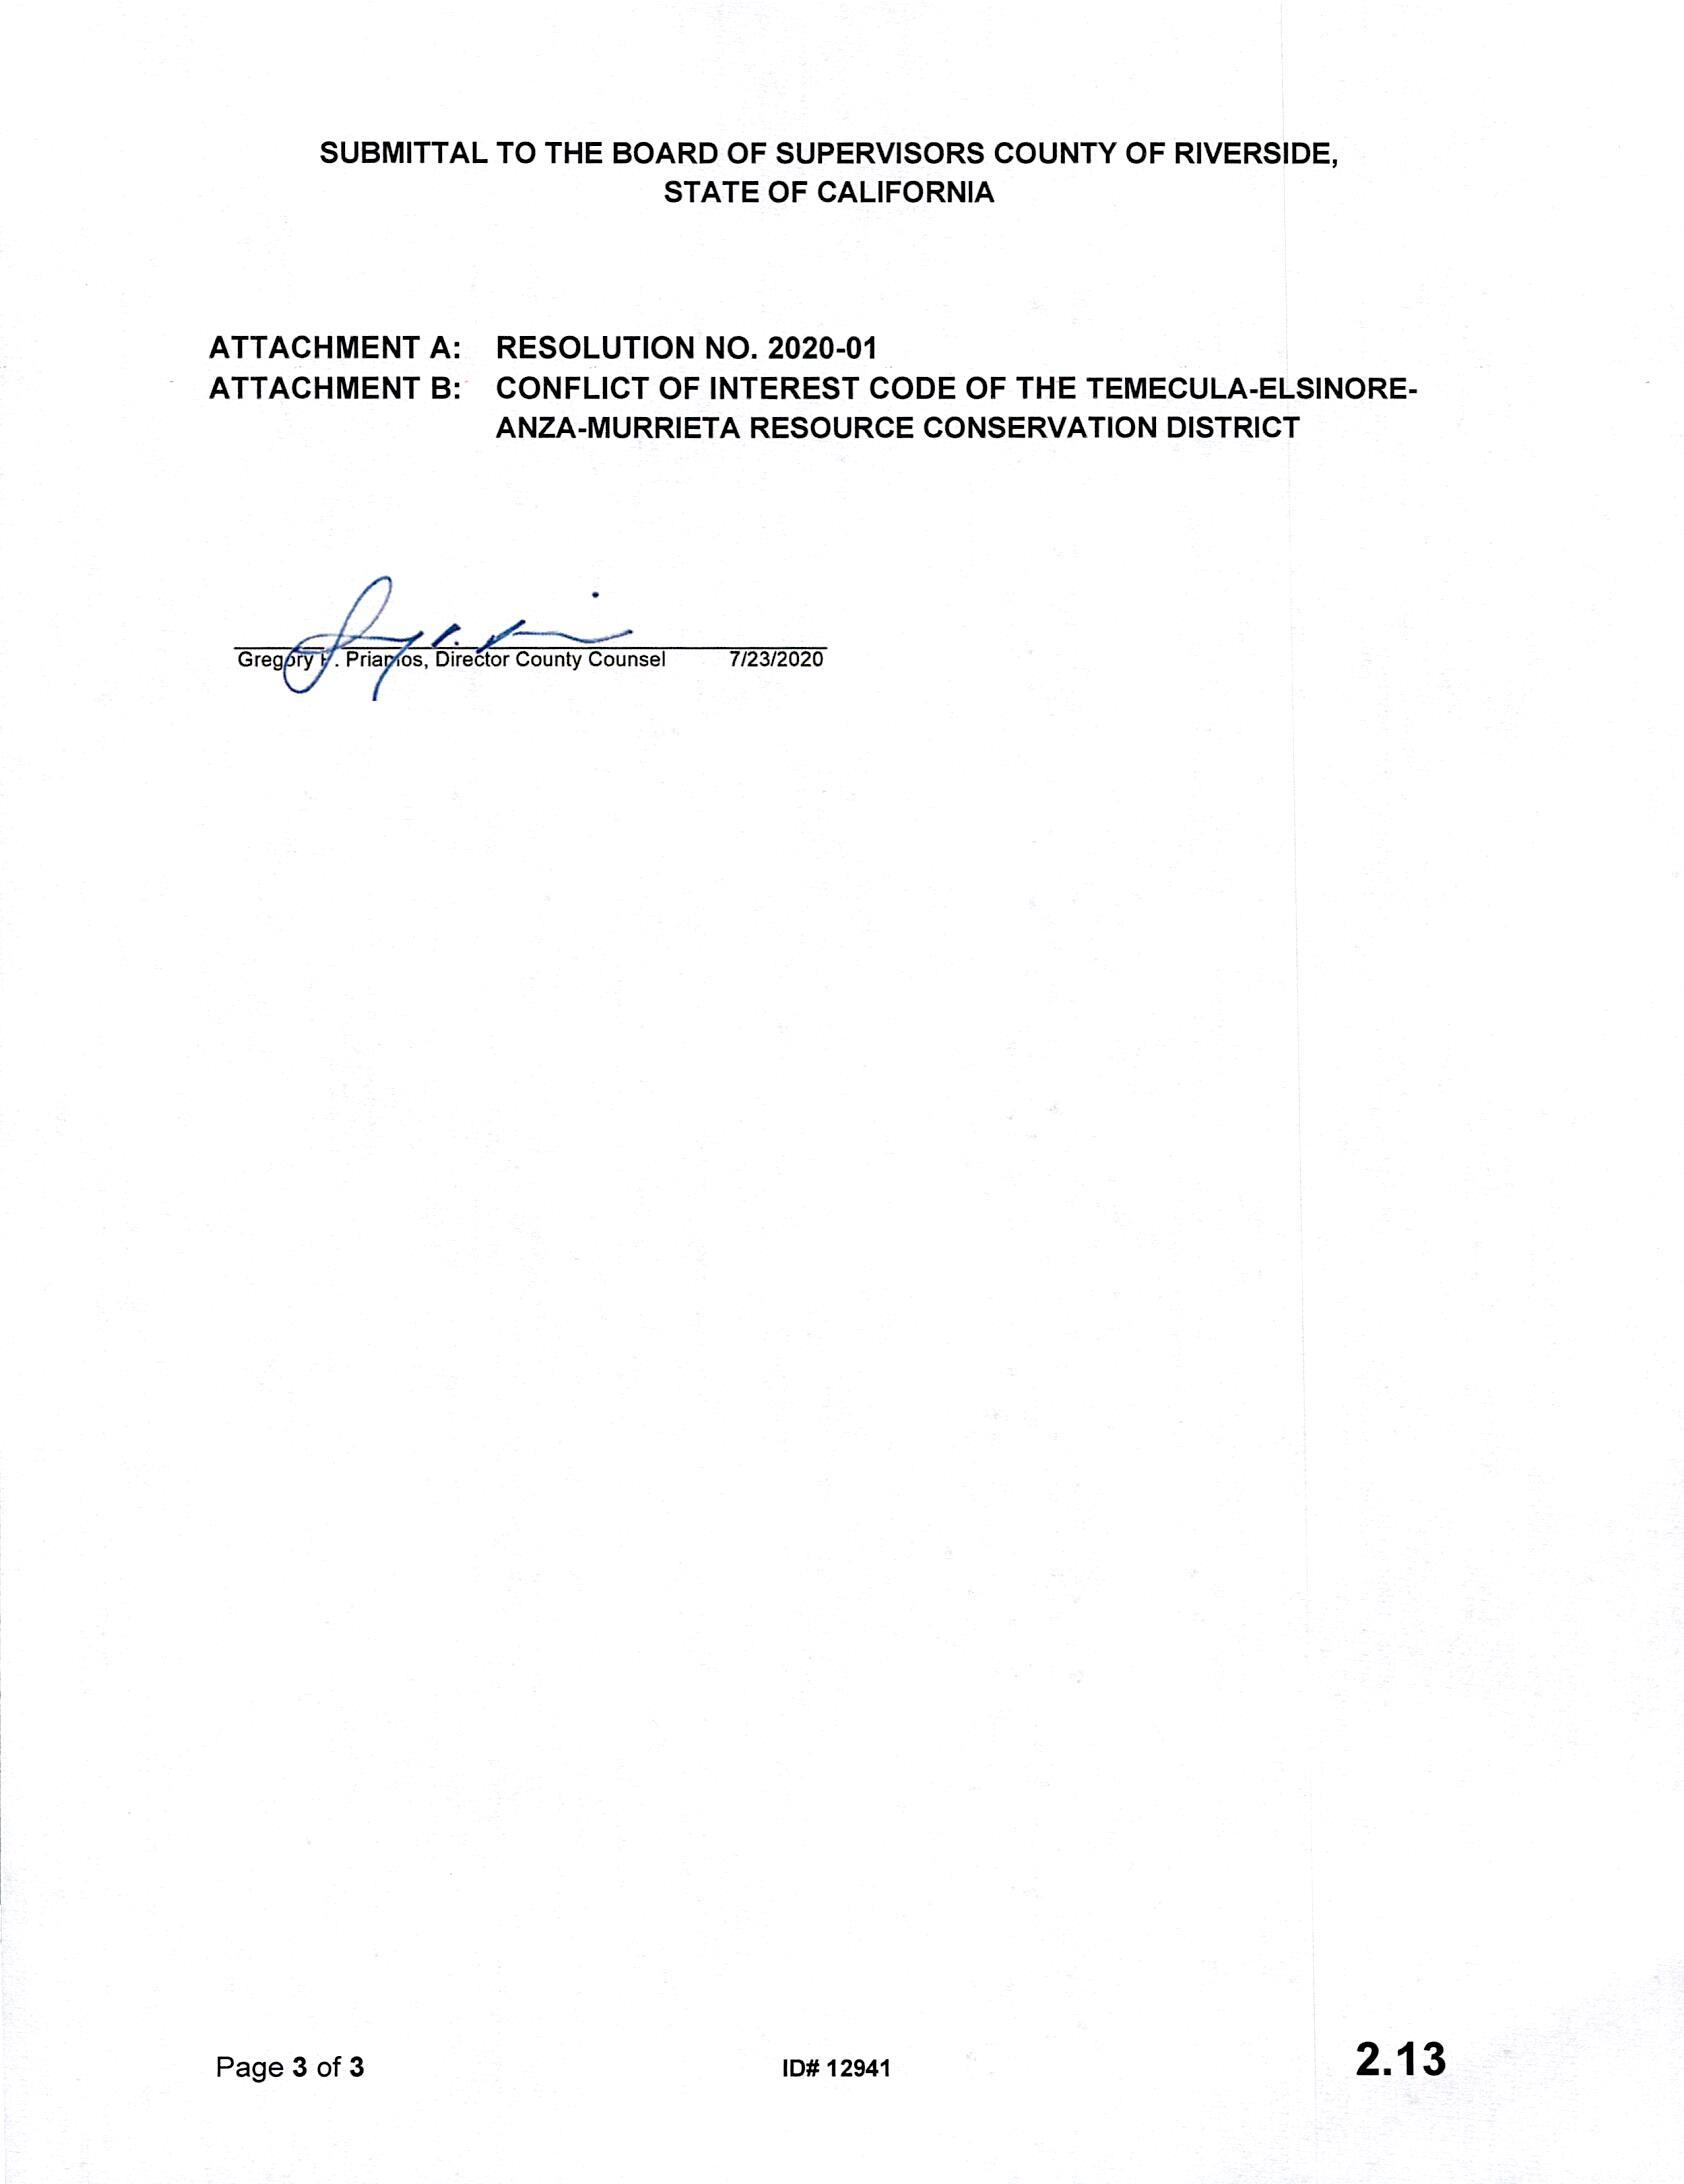 SUBMITTAL TO THE BOARD OF SUPERVISORS COUNTY OF RIVERSIDE,
STATE OF CALIFORNIA
ATTACHMENT A: RESOLUTION NO. 2020-01
ATTACHMENT B: CONFLICT OF INTEREST CODE OF THE TEMECULA-ELSINORE-
ANZA-MURRIETA RESOURCE CONSERVATION DISTRICT
Gregory P. Priamos, Director County Counsel 7/23/2020
Page 3 of 3 ID# 12941 2.13